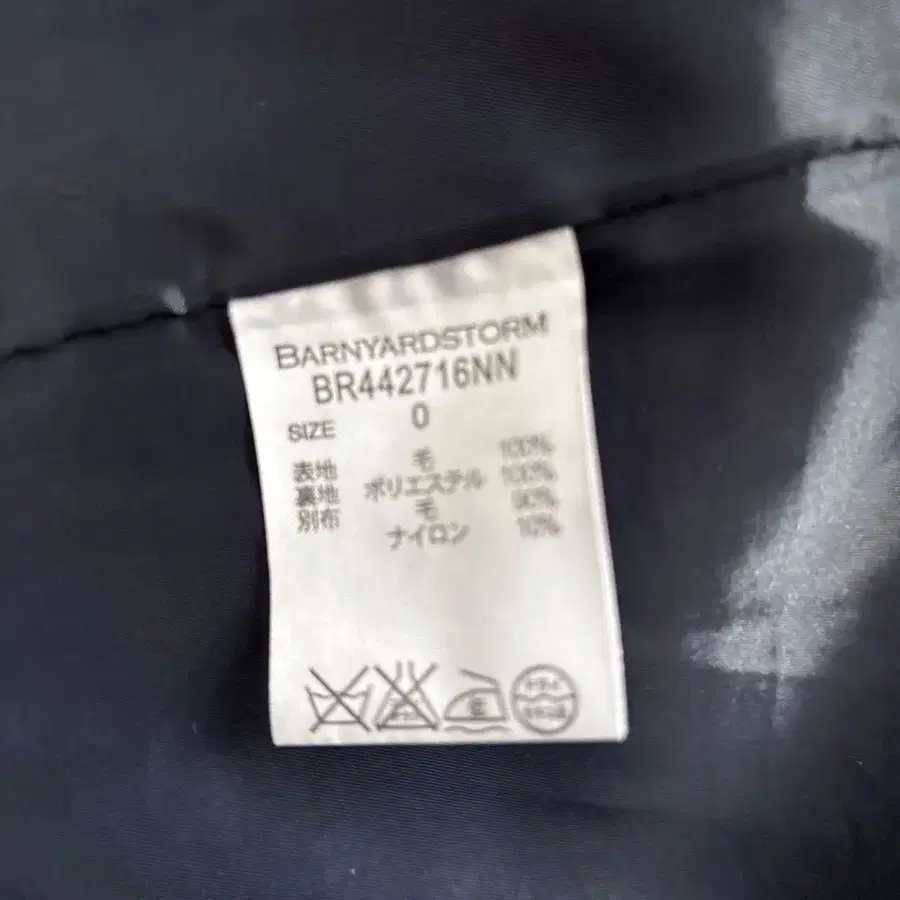 BARNYARDSTORM
BR442716NN
SIZE 0
表地 毛 100%
裏地 ポリエステル 100%
別布 毛 90%
ナイロン 10%